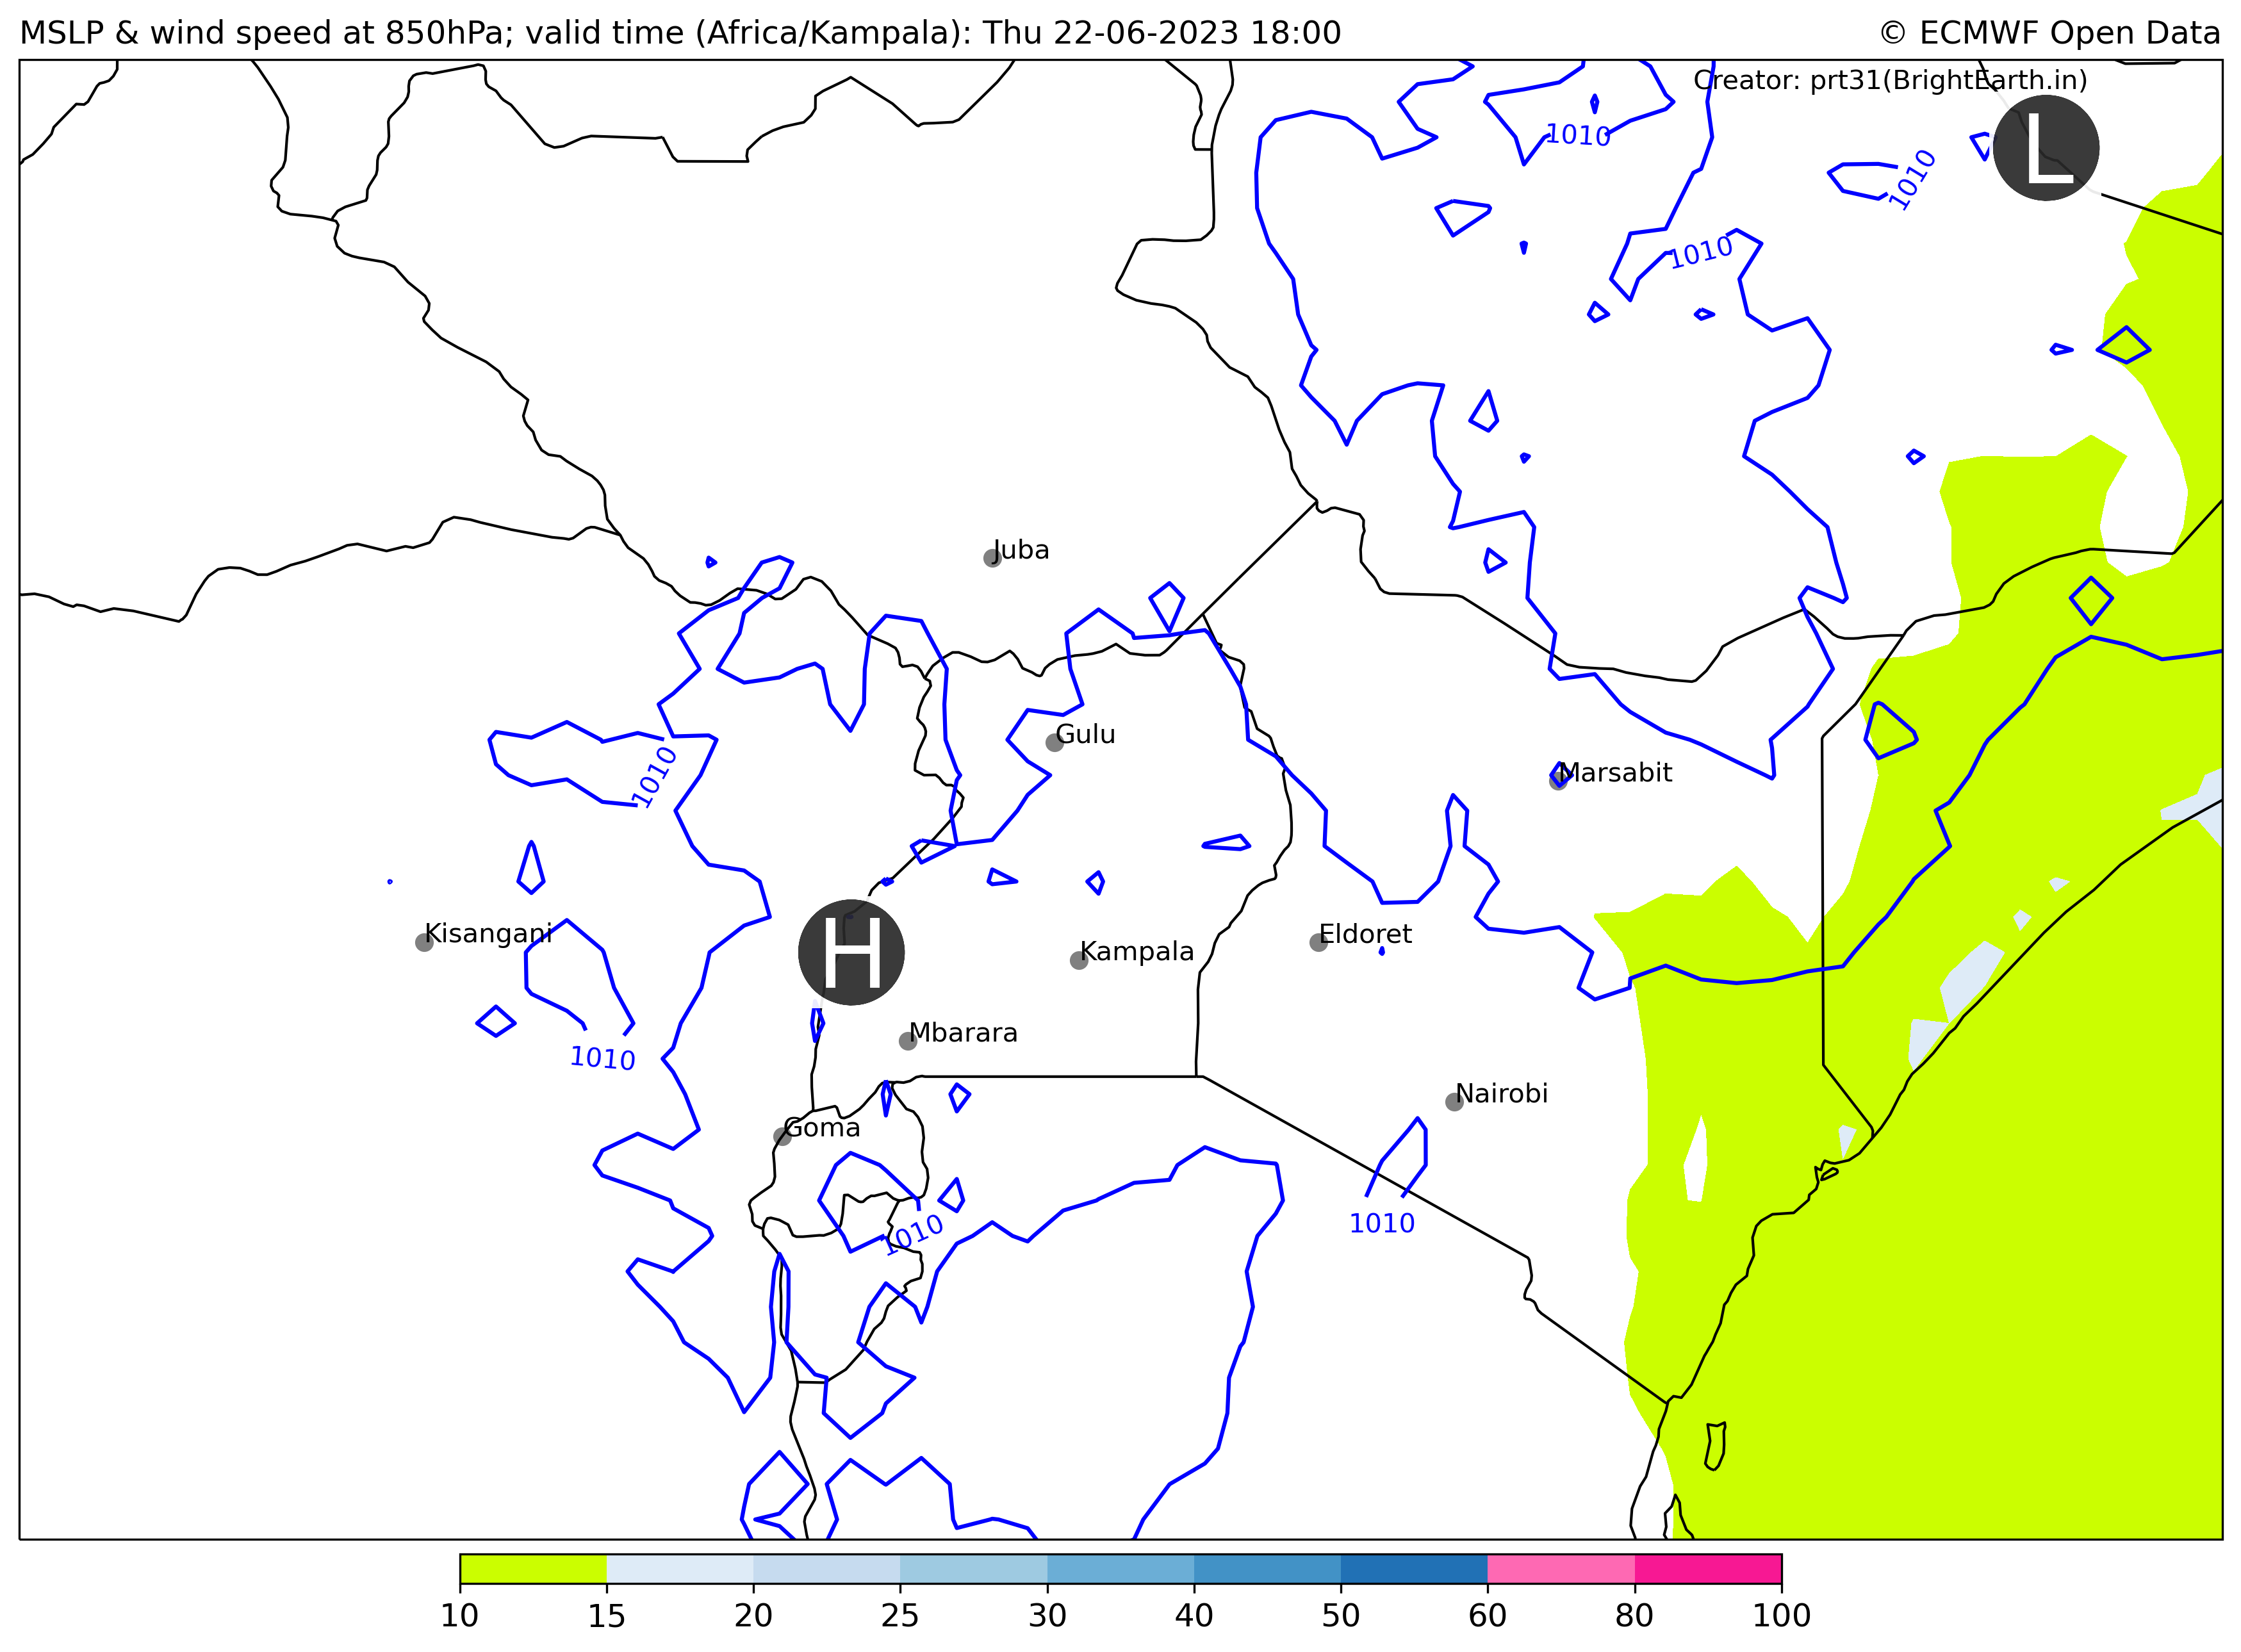 MSLP & wind speed at 850hPa; valid time (Africa/Kampala): Thu 22-06-2023 18:00
© ECMWF Open Data
Creator: prt31(BrightEarth.in)
L
1010
1010
1010
Juba
Gulu
Marsabit
1010
Kisangani
H
Kampala
Eldoret
Mbarara
1010
Nairobi
Goma
1010
1010
10 15 20 25 30 40 50 60 80 100